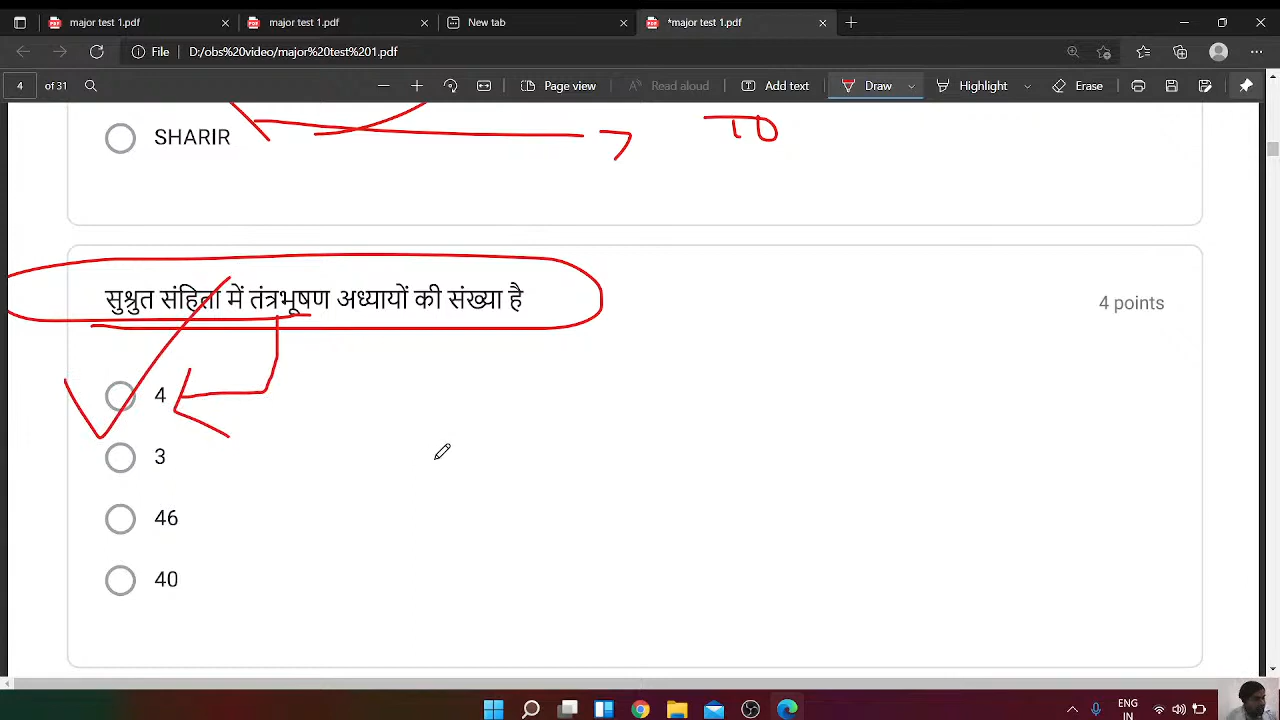 major test 1.pdf
major test 1.pdf
New tab
*major test 1.pdf
File D:/obs%20video/major%20test%201.pdf
4 of 31
Page view
Read aloud
Add text
Draw
Highlight
Erase
SHARIR
TD
सुश्रुत संहिता में तंत्रभूषण अध्यायों की संख्या है
4 points
4
3
46
40
ENG
IN